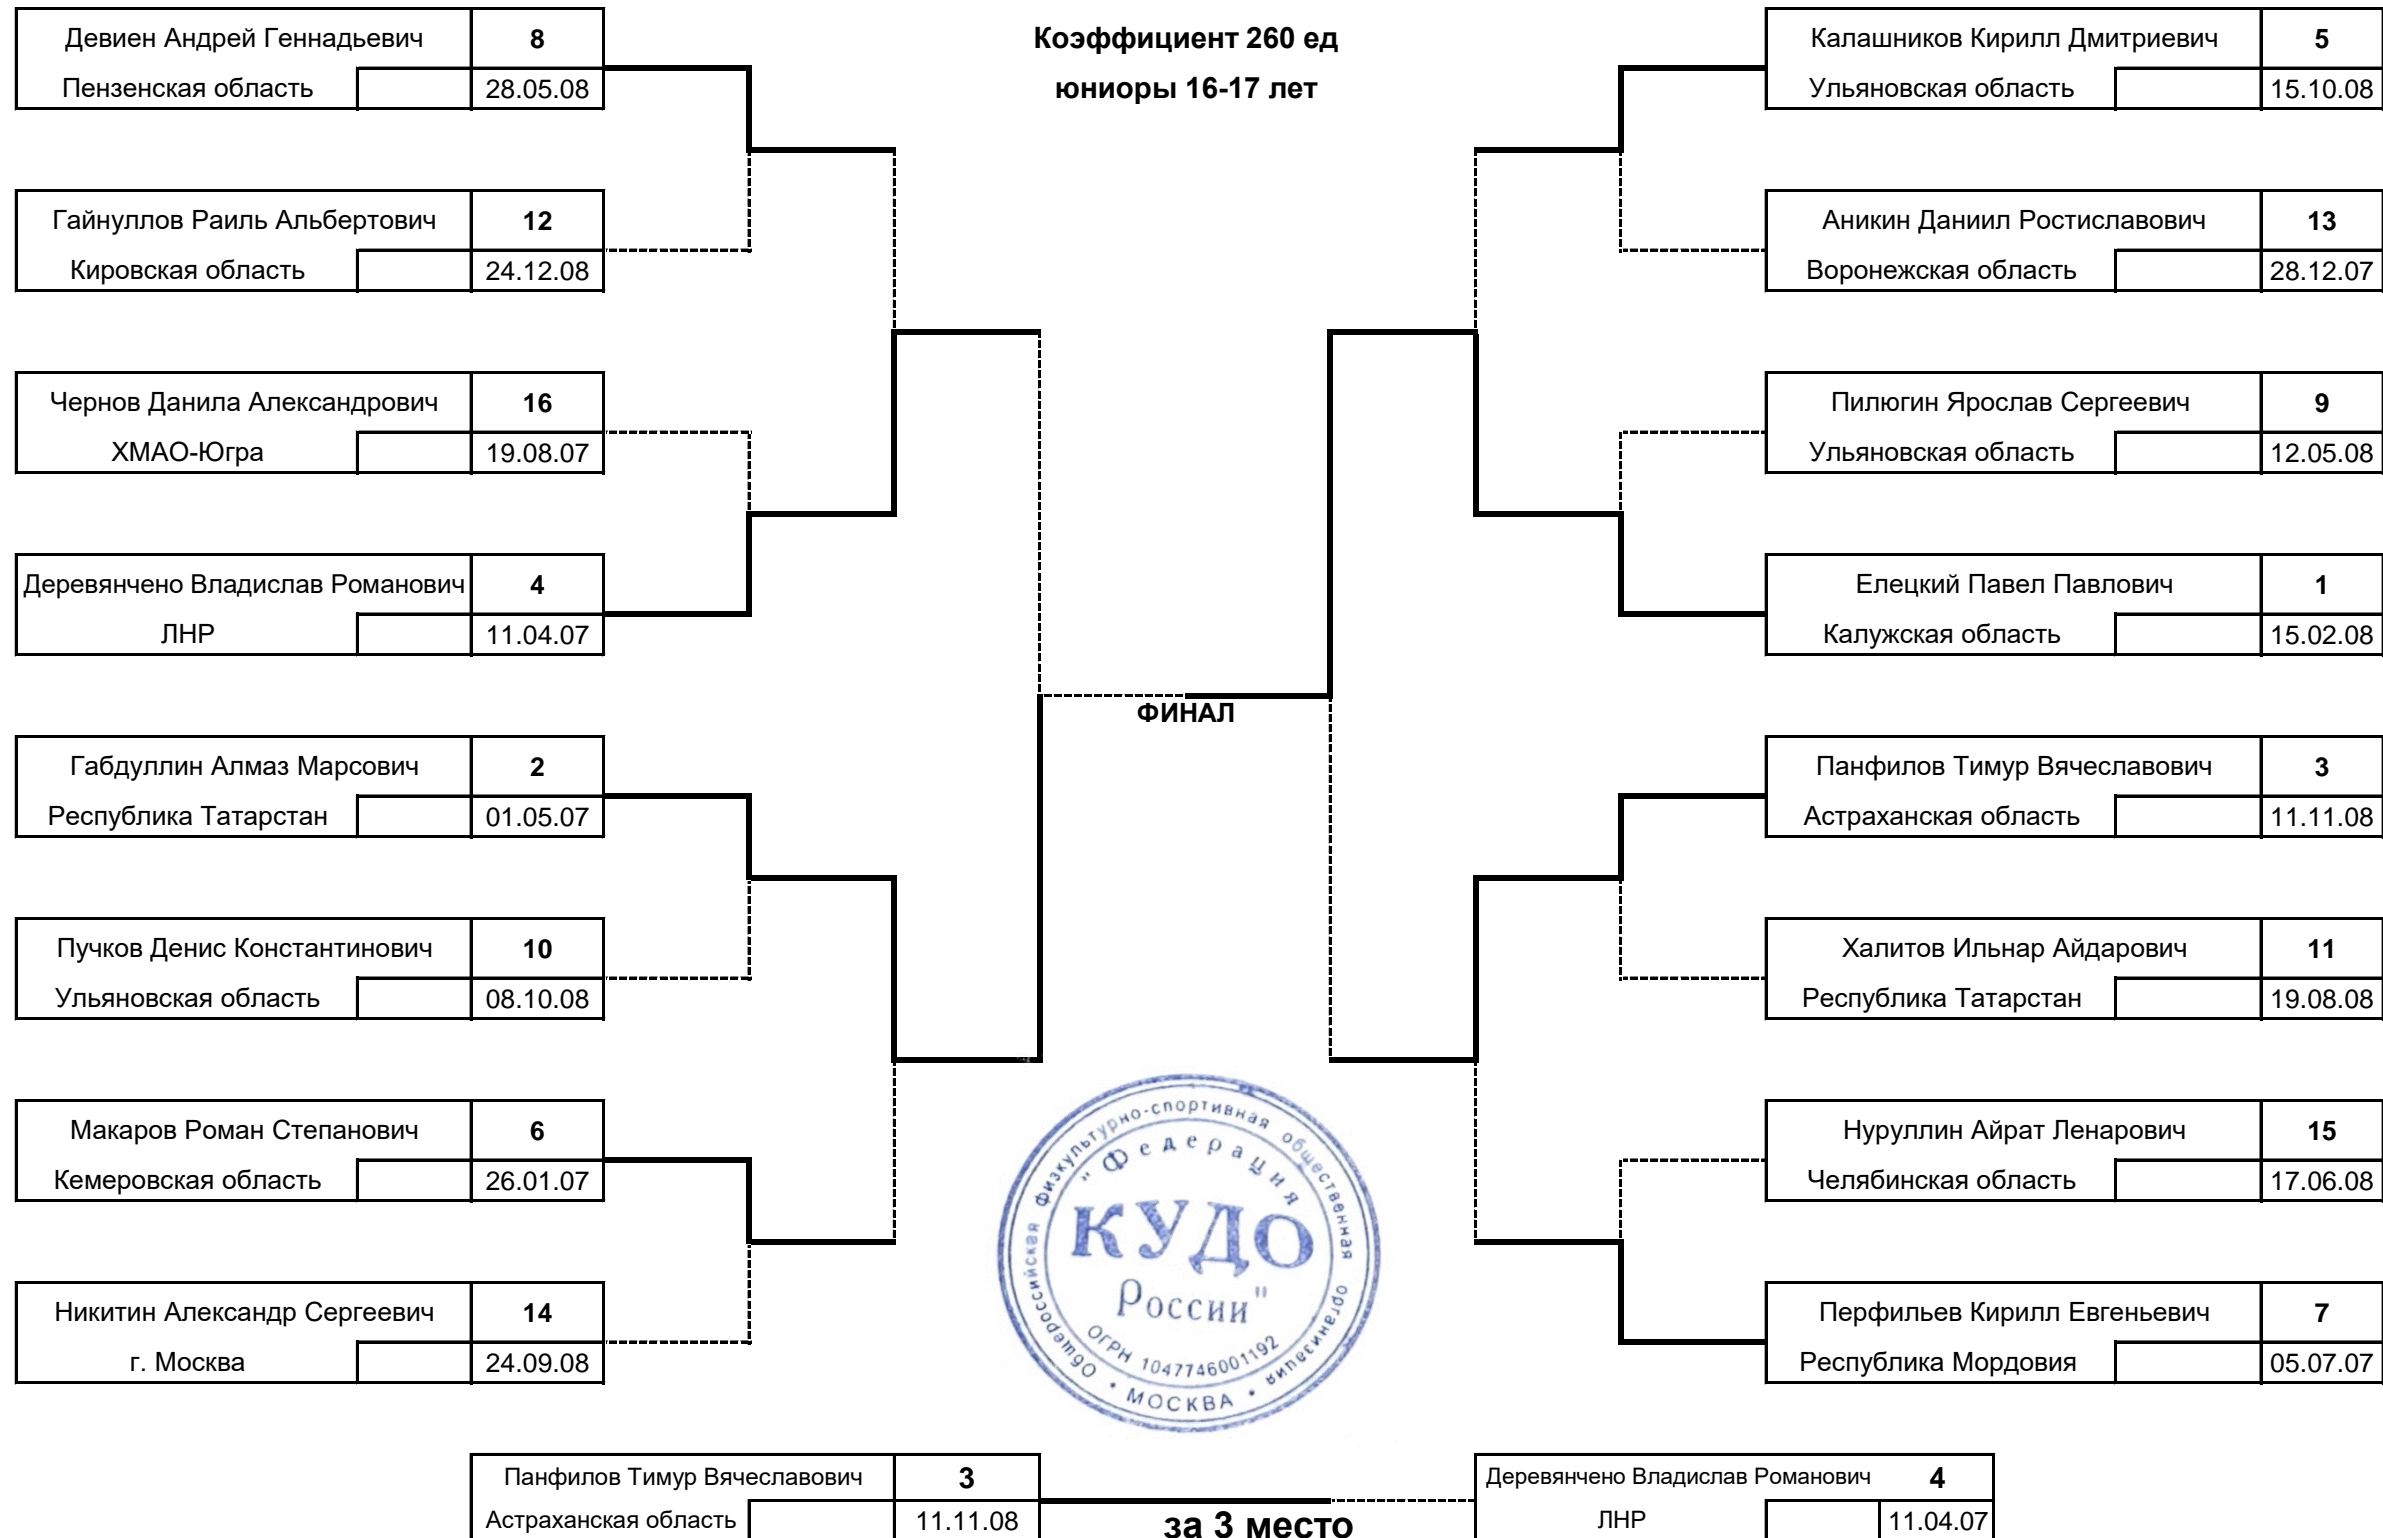 Коэффициент 260 ед
юниоры 16-17 лет
Девиен Андрей Геннадьевич 8
Пензенская область 28.05.08
Гайнуллов Раиль Альбертович 12
Кировская область 24.12.08
Чернов Данила Александрович 16
ХМАО-Югра 19.08.07
Деревянчено Владислав Романович 4
ЛНР 11.04.07
Габдуллин Алмаз Марсович 2
Республика Татарстан 01.05.07
Пучков Денис Константинович 10
Ульяновская область 08.10.08
Макаров Роман Степанович 6
Кемеровская область 26.01.07
Никитин Александр Сергеевич 14
г. Москва 24.09.08
ФИНАЛ
Калашников Кирилл Дмитриевич 5
Ульяновская область 15.10.08
Аникин Даниил Ростиславович 13
Воронежская область 28.12.07
Пилюгин Ярослав Сергеевич 9
Ульяновская область 12.05.08
Елецкий Павел Павлович 1
Калужская область 15.02.08
Панфилов Тимур Вячеславович 3
Астраханская область 11.11.08
Халитов Ильнар Айдарович 11
Республика Татарстан 19.08.08
Нуруллин Айрат Ленарович 15
Челябинская область 17.06.08
Перфильев Кирилл Евгеньевич 7
Республика Мордовия 05.07.07
Общероссийская физкультурно-спортивная общественная организация
"Федерация
КУДО
России"
ОГРН 1047746001192
• МОСКВА •
Панфилов Тимур Вячеславович 3
Астраханская область 11.11.08
за 3 место
Деревянчено Владислав Романович 4
ЛНР 11.04.07